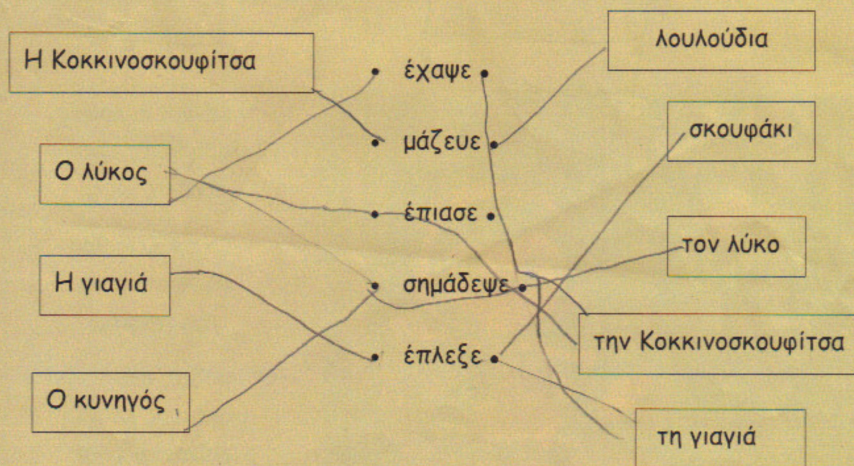 Η Κοκκινοσκουφίτσα
Ο λύκος
Η γιαγιά
Ο κυνηγός
έχαψε
μάζευε
έπιασε
σημάδεψε
έπλεξε
λουλούδια
σκουφάκι
τον λύκο
την Κοκκινοσκουφίτσα
τη γιαγιά